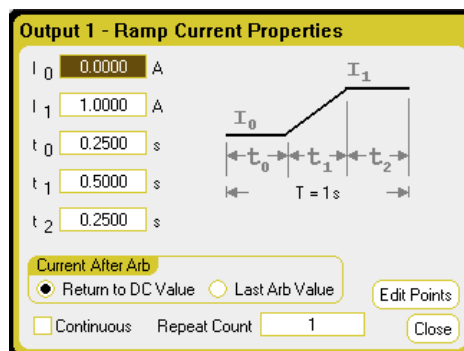 Output 1 - Ramp Current Properties
I 0 0.0000 A
I 1 1.0000 A
t 0 0.2500 s
t 1 0.5000 s
t 2 0.2500 s
I1
I0
t0 t1 t2
T = 1s
Current After Arb
Return to DC Value Last Arb Value
Edit Points
Continuous Repeat Count 1
Close